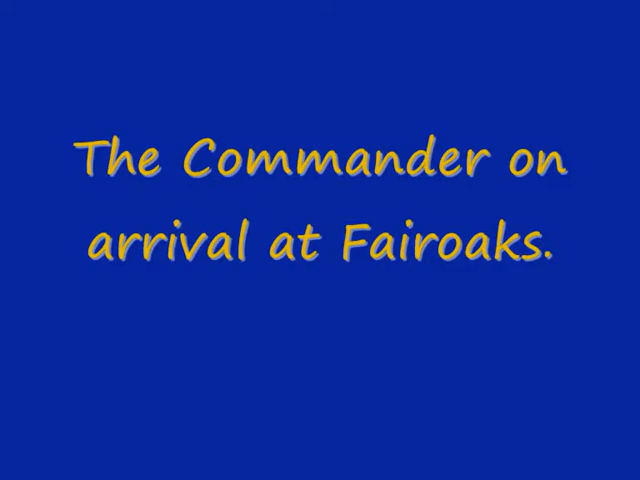 The Commander on
arrival at Fairoaks.